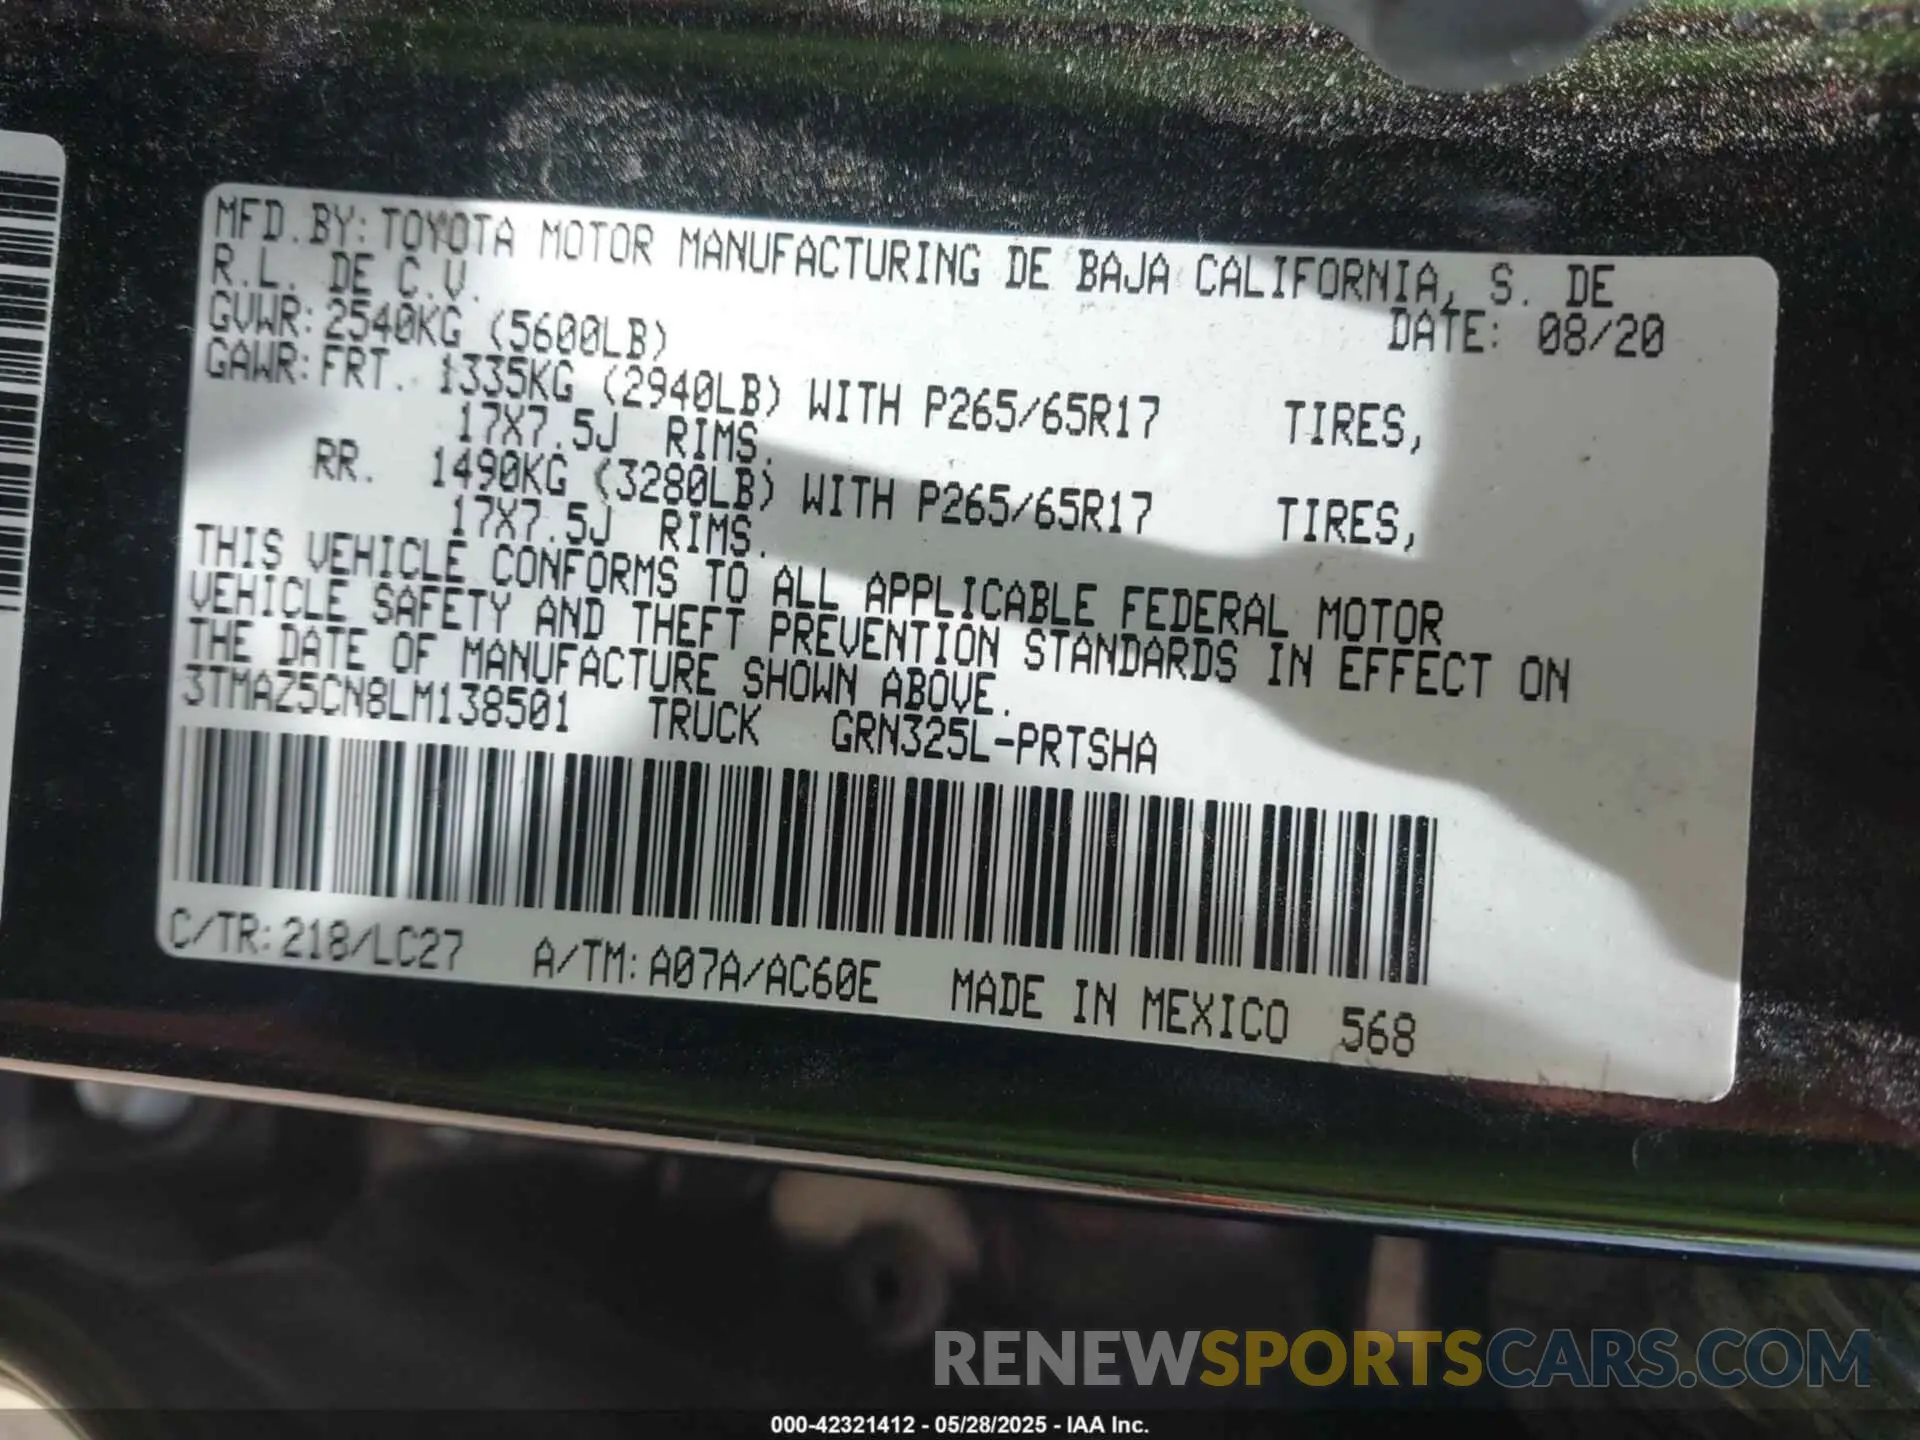 MFD.BY: TOYOTA MOTOR MANUFACTURING DE BAJA CALIFORNIA, S. DE
R.L. DE C.V. DATE: 08/20
GVWR: 2540KG (5600LB)
GAWR: FRT. 1335KG (2940LB) WITH P265/65R17 TIRES,
17X7.5J RIMS.
RR. 1490KG (3280LB) WITH P265/65R17 TIRES,
17X7.5J RIMS.
THIS VEHICLE CONFORMS TO ALL APPLICABLE FEDERAL MOTOR
VEHICLE SAFETY AND THEFT PREVENTION STANDARDS IN EFFECT ON
THE DATE OF MANUFACTURE SHOWN ABOVE.
3TMAZ5CN8LM138501 TRUCK GRN325L-PRTSHA
C/TR: 218/LC27 A/TM: A07A/AC60E MADE IN MEXICO 568
RENEWSPORTSCARS.COM
000-42321412 - 05/28/2025 - IAA Inc.